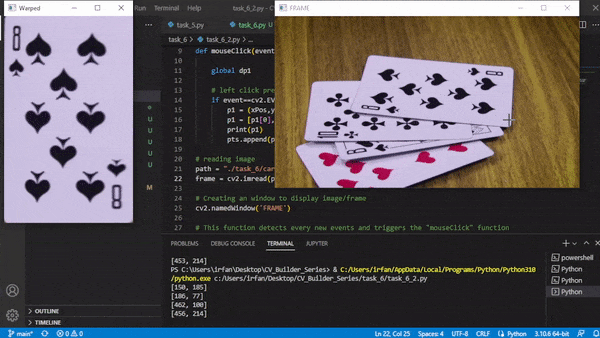 Warped
Run Terminal Help
FRAME
task_5.py
task_6.py
task_6_2.py
task_6 > task_6_2.py > ...
9 def mouseClick(event
10
11 global dp1
12
13 # left click pre
14 if event==cv2.EV
15 p1 = (xPos,y
16 p1 = [p1[0],
17 print(p1)
18 pts.append(p
19
20
21 # reading image
path = "./task_6/car
22 frame = cv2.imread(p
23
24 # Creating an window to display image/frame
25 cv2.namedWindow('FRAME')
26
27 # This function detects every new events and triggers the "mouseClick" function
8
8
8
8
10
U
U
U
U
M
PROBLEMS DEBUG CONSOLE TERMINAL JUPYTER
[453, 214]
PS C:\Users\irfan\Desktop\CV_Builder_Series> & C:/Users/irfan/AppData/Local/Programs/Python/Python310
/python.exe c:/Users/irfan/Desktop/CV_Builder_Series/task_6/task_6_2.py
[150, 185]
[186, 77]
[462, 100]
[456, 214]
powershell
Python
Python
Python
OUTLINE
TIMELINE
main* 0 0 Ln 22, Col 25 Spaces: 4 UTF-8 CRLF Python 3.10.6 64-bit